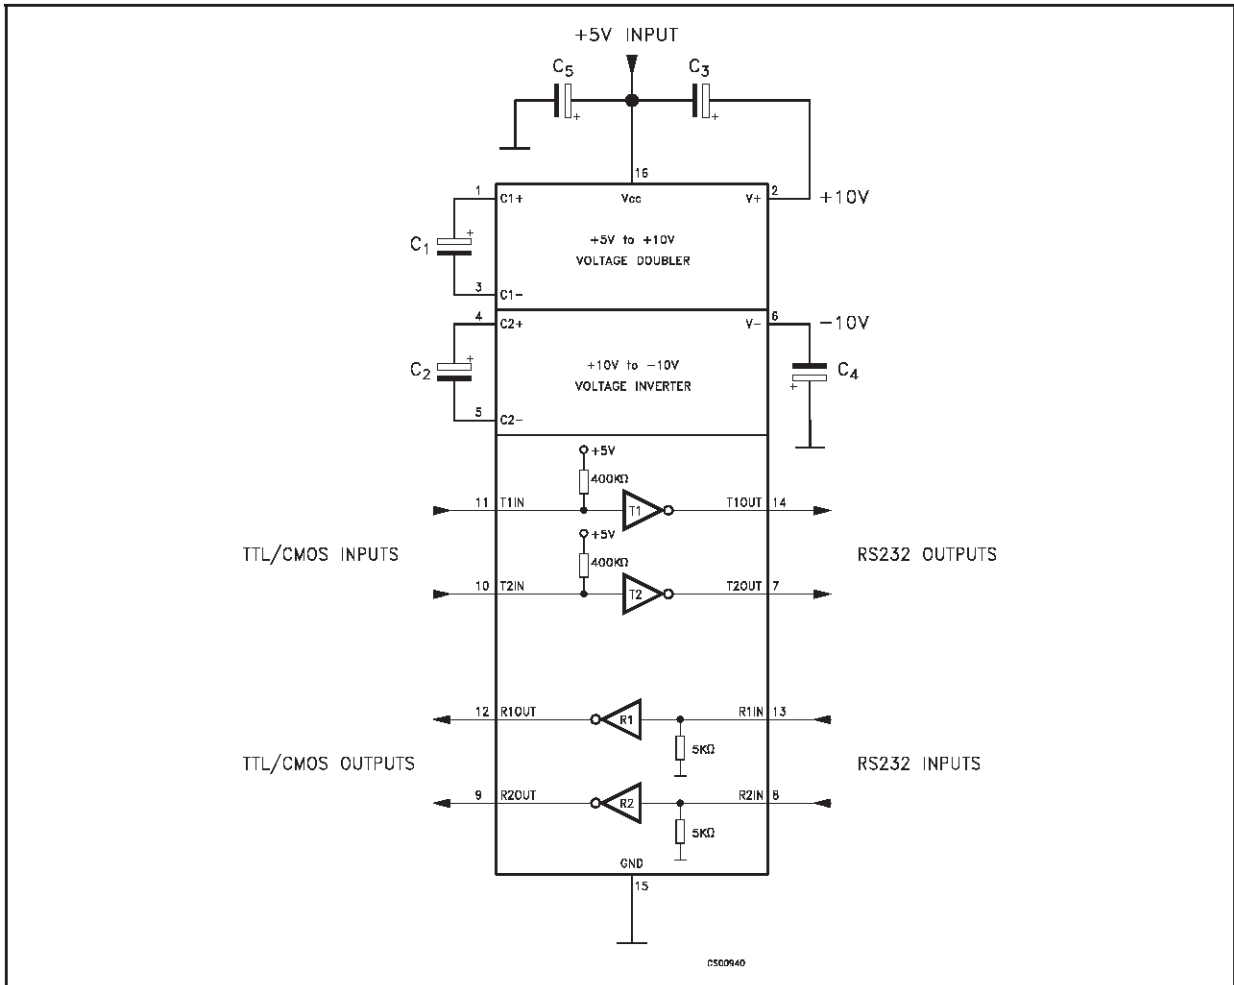 +5V INPUT
C5 C3
+ +
16
1 C1+ Vcc V+ 2 +10V
+
C1
+5V to +10V
VOLTAGE DOUBLER
3 C1-
4 C2+ V- 6 -10V
+
C2
+10V to -10V
VOLTAGE INVERTER
C4
+
5 C2-
+5V
400KΩ
11 T1IN T1 T1OUT 14
+5V
TTL/CMOS INPUTS
RS232 OUTPUTS
400KΩ
10 T2IN T2 T2OUT 7
12 R1OUT R1 R1IN 13
5KΩ
TTL/CMOS OUTPUTS
RS232 INPUTS
9 R2OUT R2 R2IN 8
5KΩ
GND
15
CS00940